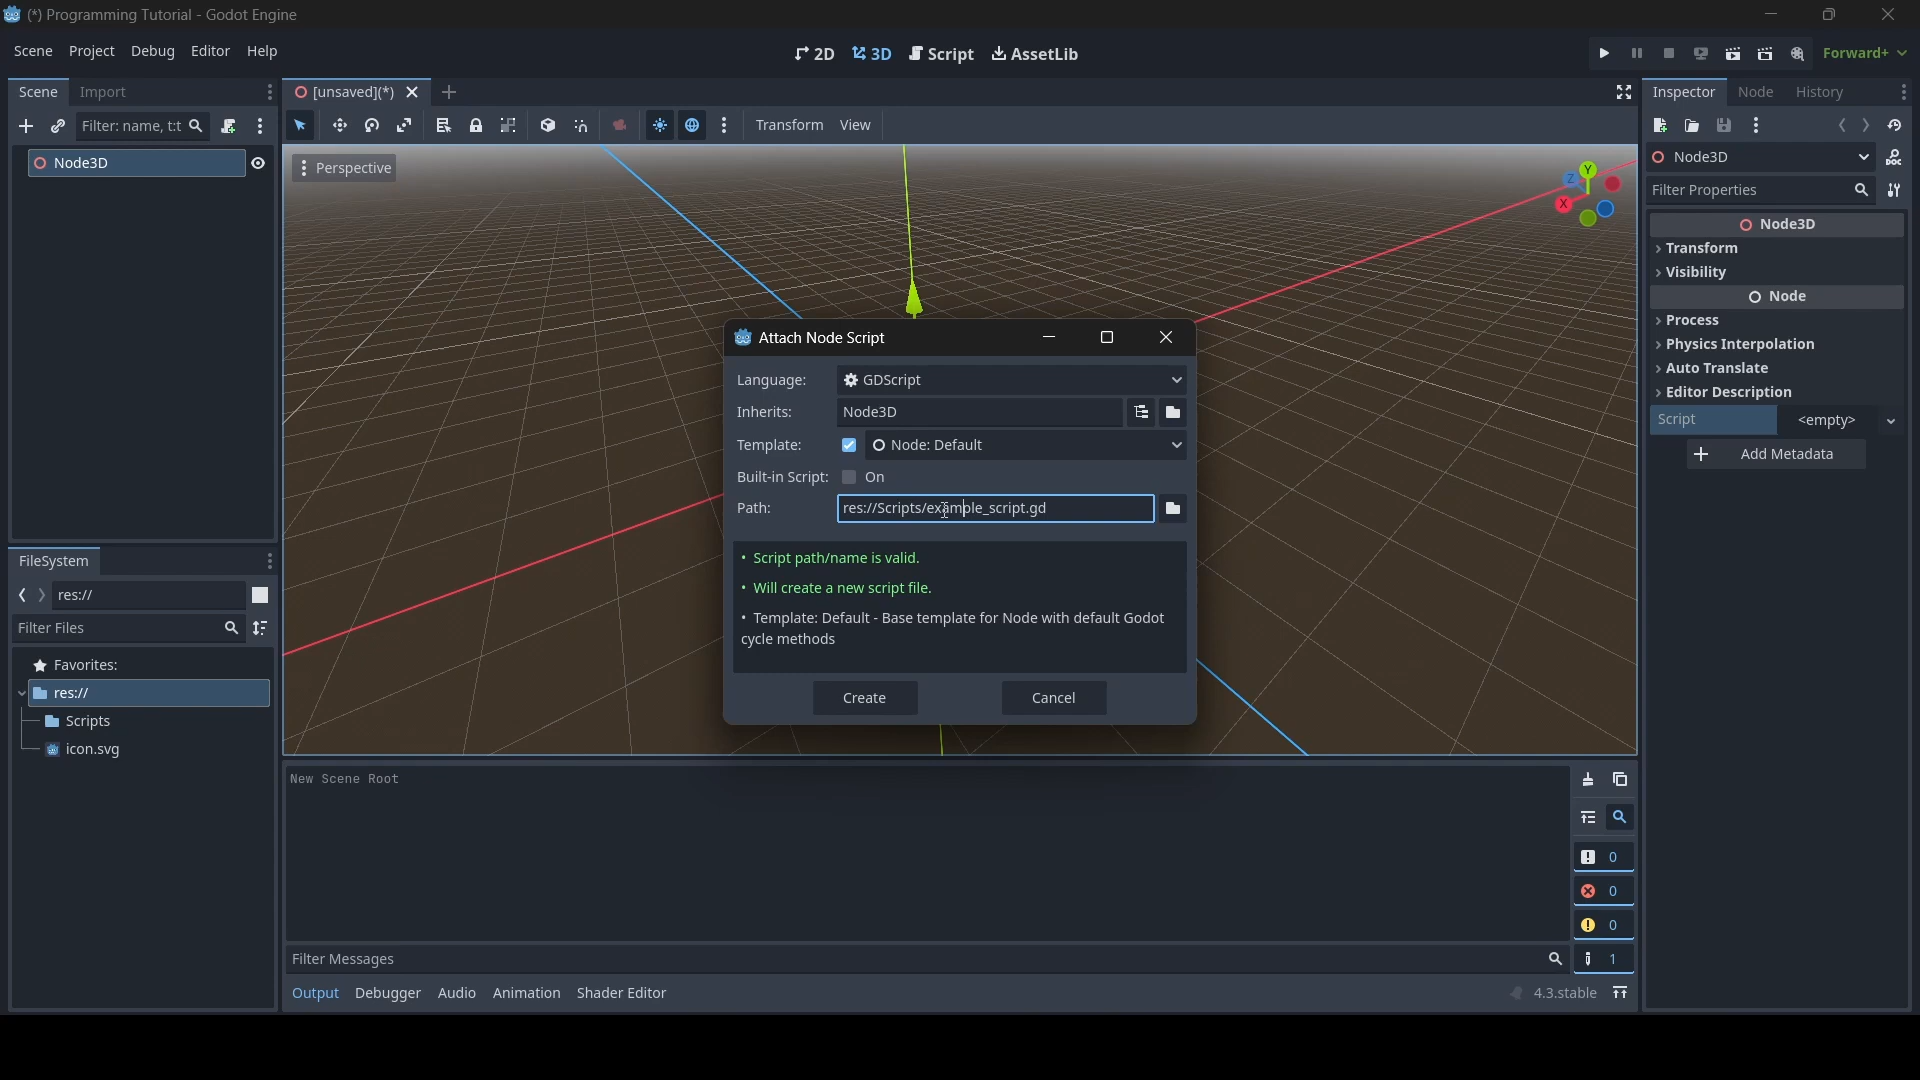 (*) Programming Tutorial - Godot Engine
Scene Project Debug Editor Help
2D 3D Script AssetLib
Forward+
Scene Import
[unsaved](*)
Inspector Node History
Filter: name, t:t
Transform View
Node3D
Perspective
Y
Z
X
Node3D
Filter Properties
Node3D
Transform
Visibility
Node
Process
Physics Interpolation
Auto Translate
Editor Description
Script <empty>
Add Metadata
Attach Node Script
Language: GDScript
Inherits: Node3D
Template: Node: Default
Built-in Script: On
Path: res://Scripts/example_script.gd
• Script path/name is valid.
• Will create a new script file.
• Template: Default - Base template for Node with default Godot
cycle methods
Create Cancel
FileSystem
res://
Filter Files
Favorites:
res://
Scripts
icon.svg
New Scene Root
0
0
0
1
Filter Messages
Output Debugger Audio Animation Shader Editor
4.3.stable